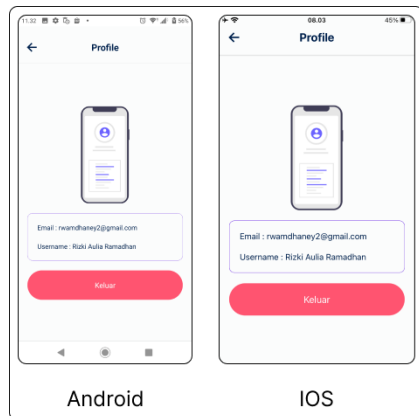 11.32
56%
Profile
Email : rwamdhaney2@gmail.com
Username : Rizki Aulia Ramadhan
Keluar
Android
08.03
45%
Profile
Email : rwamdhaney2@gmail.com
Username : Rizki Aulia Ramadhan
Keluar
IOS